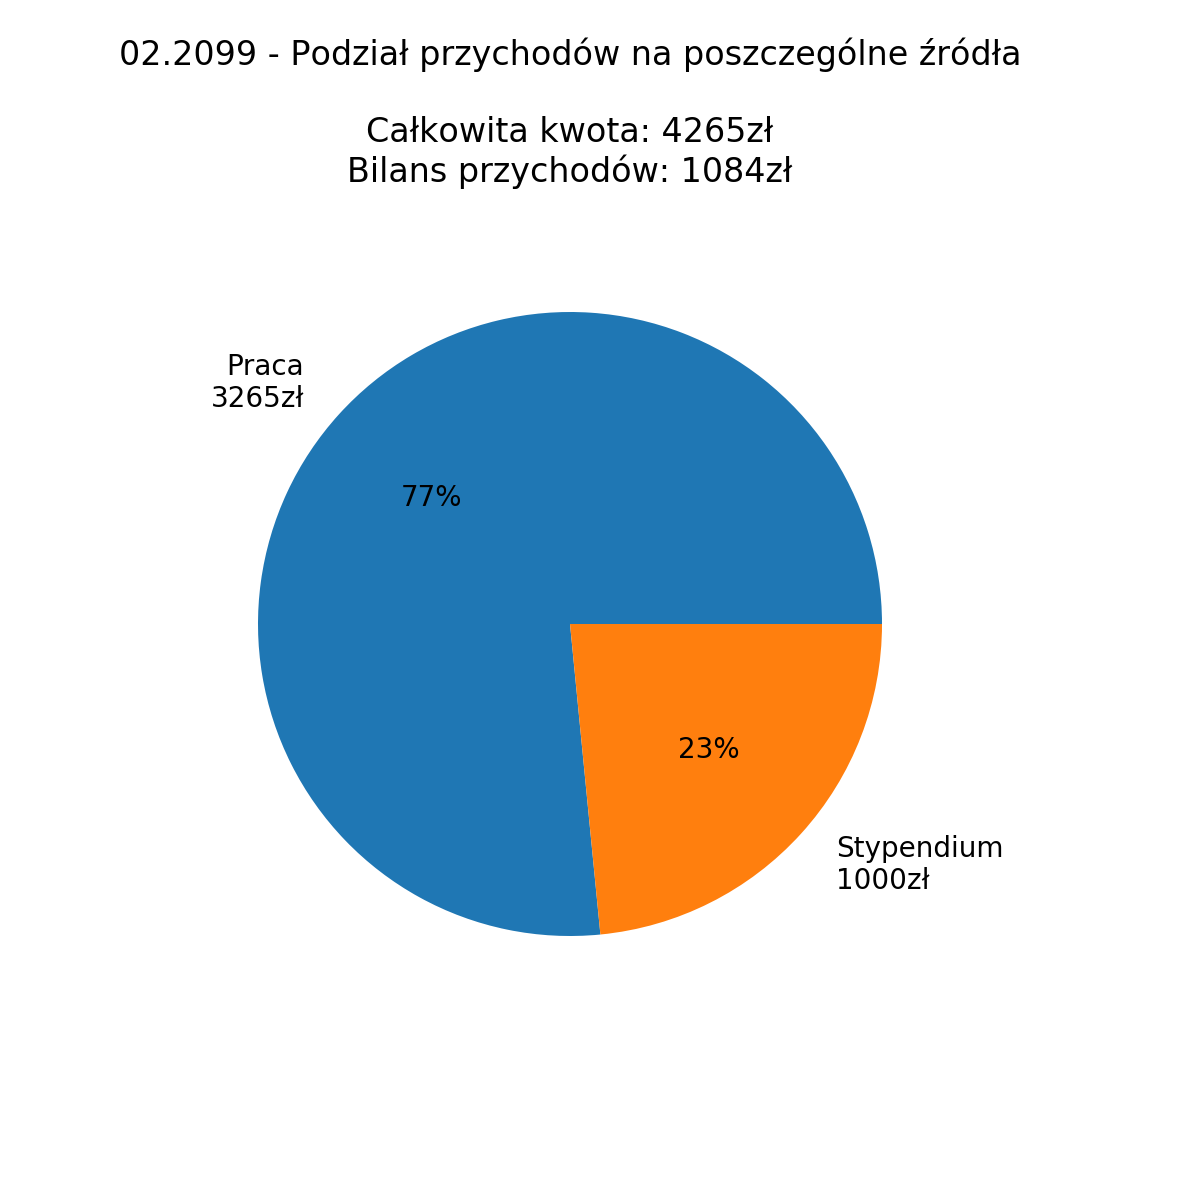 02.2099 - Podział przychodów na poszczególne źródła
Całkowita kwota: 4265zł
Bilans przychodów: 1084zł
Praca
3265zł
77%
23%
Stypendium
1000zł